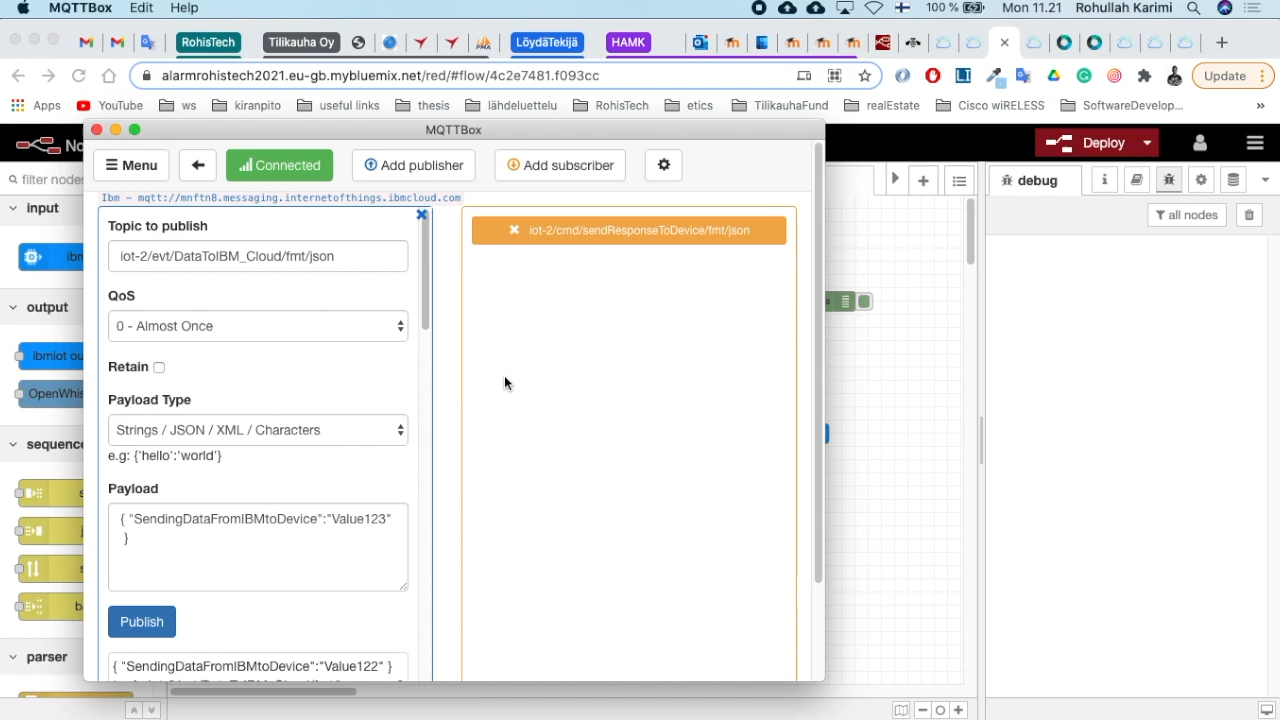 MQTTBox Edit Help 100 % Mon 11.21 Rohullah Karimi
RohisTech Tilikauha Oy LöydäTekijä HAMK
alarmrohistech2021.eu-gb.mybluemix.net/red/#flow/4c2e7481.f093cc Update
Apps YouTube ws kiranpito useful links thesis lähdeluettelu RohisTech etics TilikauhaFund realEstate Cisco wiRELESS SoftwareDevelop... »
MQTTBox
No
Deploy
Menu Connected Add publisher Add subscriber
filter nodes
debug
all nodes
Ibm - mqtt://mnftn8.messaging.internetofthings.ibmcloud.com
input
ibm
output
ibmiot ou
OpenWhis
sequence
s
j
s
b
parser
Topic to publish
iot-2/evt/DataToIBM_Cloud/fmt/json
QoS
0 - Almost Once
Retain
Payload Type
Strings / JSON / XML / Characters
e.g: {'hello':'world'}
Payload
{ "SendingDataFromIBMtoDevice":"Value123"
}
Publish
{ "SendingDataFromIBMtoDevice":"Value122" }
iot-2/cmd/sendResponseToDevice/fmt/json